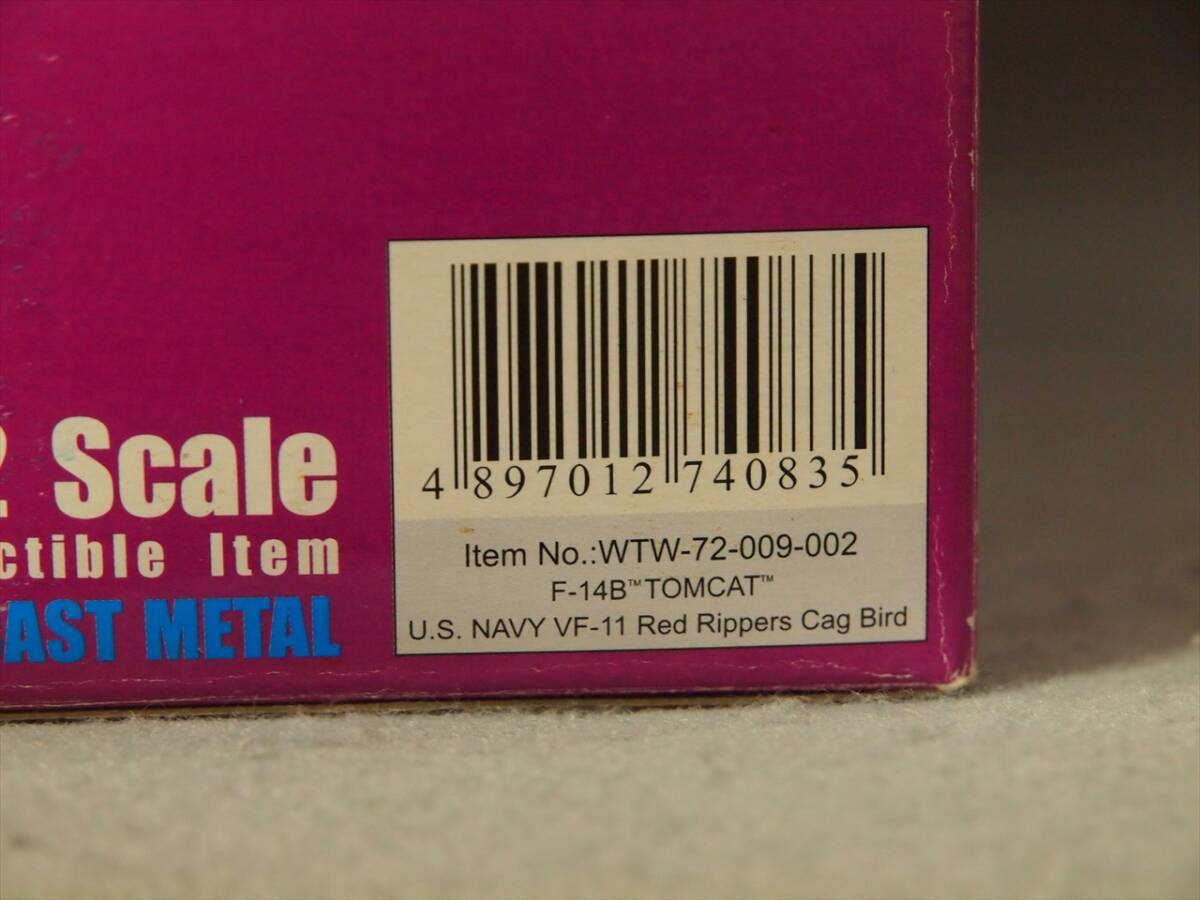 2 Scale
ctible Item
CAST METAL
4 897012 740835
Item No.:WTW-72-009-002
F-14B™ TOMCAT™
U.S. NAVY VF-11 Red Rippers Cag Bird